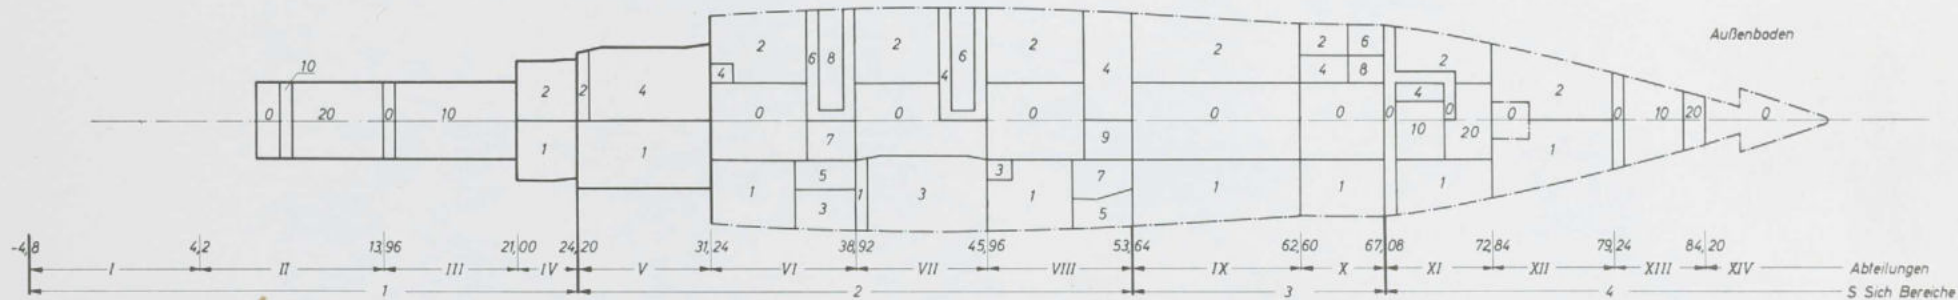 10
Außenboden
2 6 8 2 6 2 2 2 6 2
2 2 4 4 4 4 4 8 4 2
0 20 0 10 0 0 0 0 0 0 10 0 20 0 0 10 20 0
7 9
1 1 5 7 1
1 3 1 3 3 1 5 1 1 1
-4,8 4,2 13,96 21,00 24,20 31,24 38,92 45,96 53,64 62,60 67,08 72,84 79,24 84,20
I II III IV V VI VII VIII IX X XI XII XIII XIV Abteilungen
1 2 3 4 S Sich Bereiche